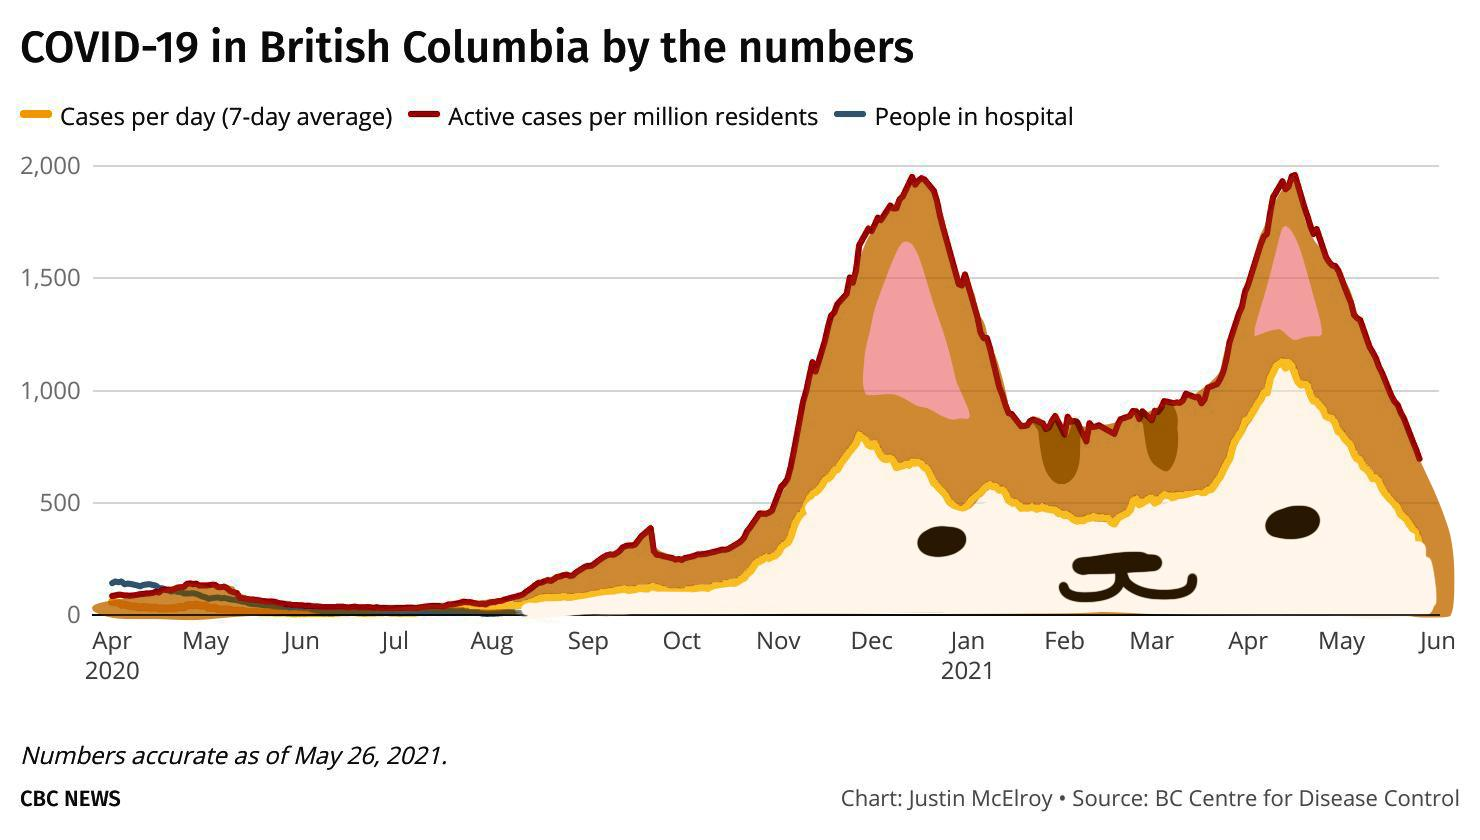 COVID-19 in British Columbia by the numbers
Cases per day (7-day average) Active cases per million residents People in hospital
2,000
1,500
1,000
500
0
Apr May Jun Jul Aug Sep Oct Nov Dec Jan Feb Mar Apr May Jun
2020 2021
Numbers accurate as of May 26, 2021.
CBC NEWS Chart: Justin McElroy • Source: BC Centre for Disease Control